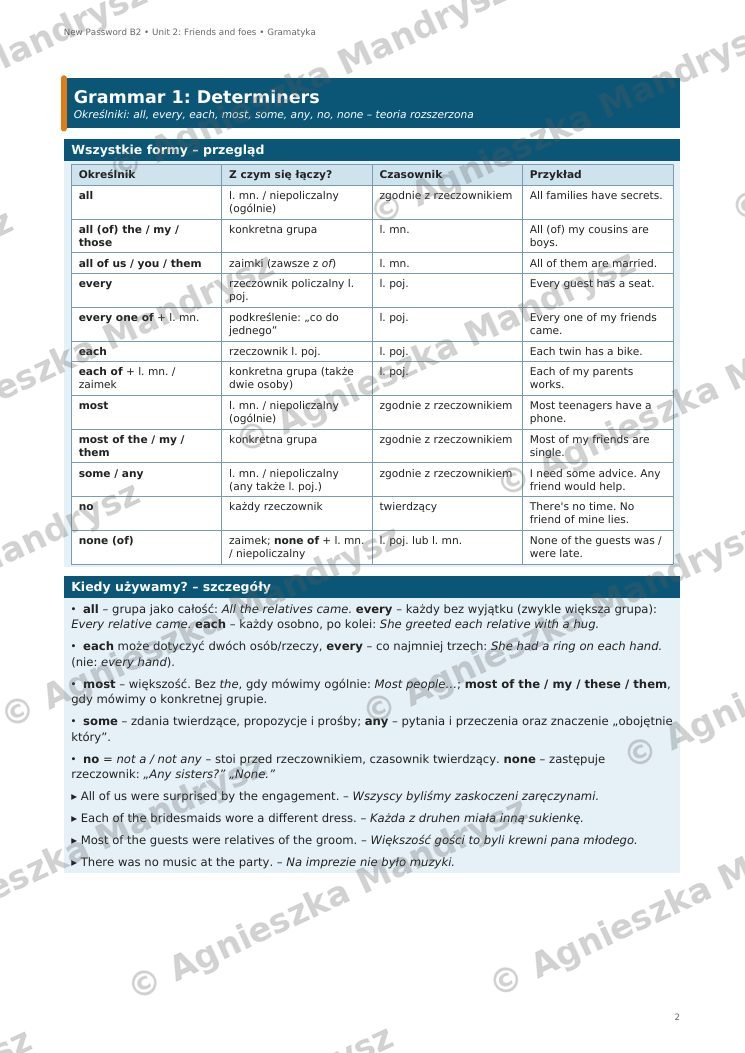 New Password B2 • Unit 2: Friends and foes • Gramatyka
Grammar 1: Determiners
Określniki: all, every, each, most, some, any, no, none – teoria rozszerzona
Wszystkie formy – przegląd
Określnik Z czym się łączy? Czasownik Przykład
all l. mn. / niepoliczalny (ogólnie) zgodnie z rzeczownikiem All families have secrets.
all (of) the / my / those konkretna grupa l. mn. All (of) my cousins are boys.
all of us / you / them zaimki (zawsze z of) l. mn. All of them are married.
every rzeczownik policzalny l. poj. l. poj. Every guest has a seat.
every one of + l. mn. podkreślenie: „co do jednego” l. poj. Every one of my friends came.
each rzeczownik l. poj. l. poj. Each twin has a bike.
each of + l. mn. / zaimek konkretna grupa (także dwie osoby) l. poj. Each of my parents works.
most l. mn. / niepoliczalny (ogólnie) zgodnie z rzeczownikiem Most teenagers have a phone.
most of the / my / them konkretna grupa zgodnie z rzeczownikiem Most of my friends are single.
some / any l. mn. / niepoliczalny (any także l. poj.) zgodnie z rzeczownikiem I need some advice. Any friend would help.
no każdy rzeczownik twierdzący There's no time. No friend of mine lies.
none (of) zaimek; none of + l. mn. / niepoliczalny l. poj. lub l. mn. None of the guests was / were late.
Kiedy używamy? – szczegóły
• all – grupa jako całość: All the relatives came. every – każdy bez wyjątku (zwykle większa grupa):
Every relative came. each – każdy osobno, po kolei: She greeted each relative with a hug.
• each może dotyczyć dwóch osób/rzeczy, every – co najmniej trzech: She had a ring on each hand.
(nie: every hand).
• most – większość. Bez the, gdy mówimy ogólnie: Most people…; most of the / my / these / them,
gdy mówimy o konkretnej grupie.
• some – zdania twierdzące, propozycje i prośby; any – pytania i przeczenia oraz znaczenie „obojętnie
który”.
• no = not a / not any – stoi przed rzeczownikiem, czasownik twierdzący. none – zastępuje
rzeczownik: „Any sisters?” „None.”
▸ All of us were surprised by the engagement. – Wszyscy byliśmy zaskoczeni zaręczynami.
▸ Each of the bridesmaids wore a different dress. – Każda z druhen miała inną sukienkę.
▸ Most of the guests were relatives of the groom. – Większość gości to byli krewni pana młodego.
▸ There was no music at the party. – Na imprezie nie było muzyki.
© Agnieszka Mandrysz
2